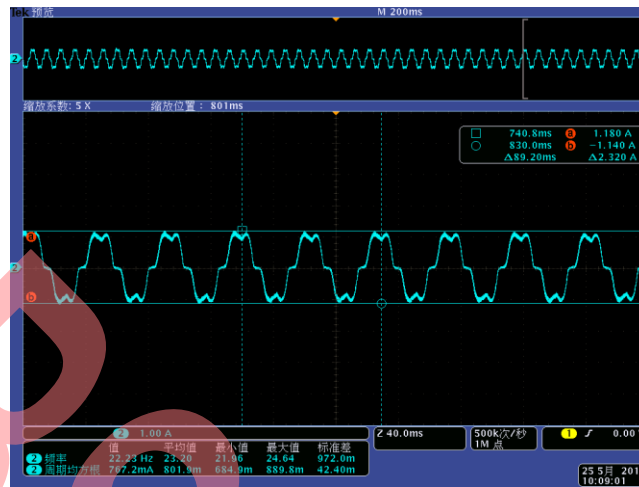 Tek 预览 M 200ms
2
缩放系数: 5 X 缩放位置: 801ms
740.8ms a 1.180 A
830.0ms b -1.140 A
Δ89.20ms Δ2.320 A
a
2
b
2 1.00 A Z 40.0ms 500k次/秒 1 0.00
1M 点
值 平均值 最小值 最大值 标准差
2 频率 22.23 Hz 23.20 21.96 24.64 972.0m
2 周期均方根 767.2mA 801.9m 684.9m 889.8m 42.40m
25 5月 201
10:09:01